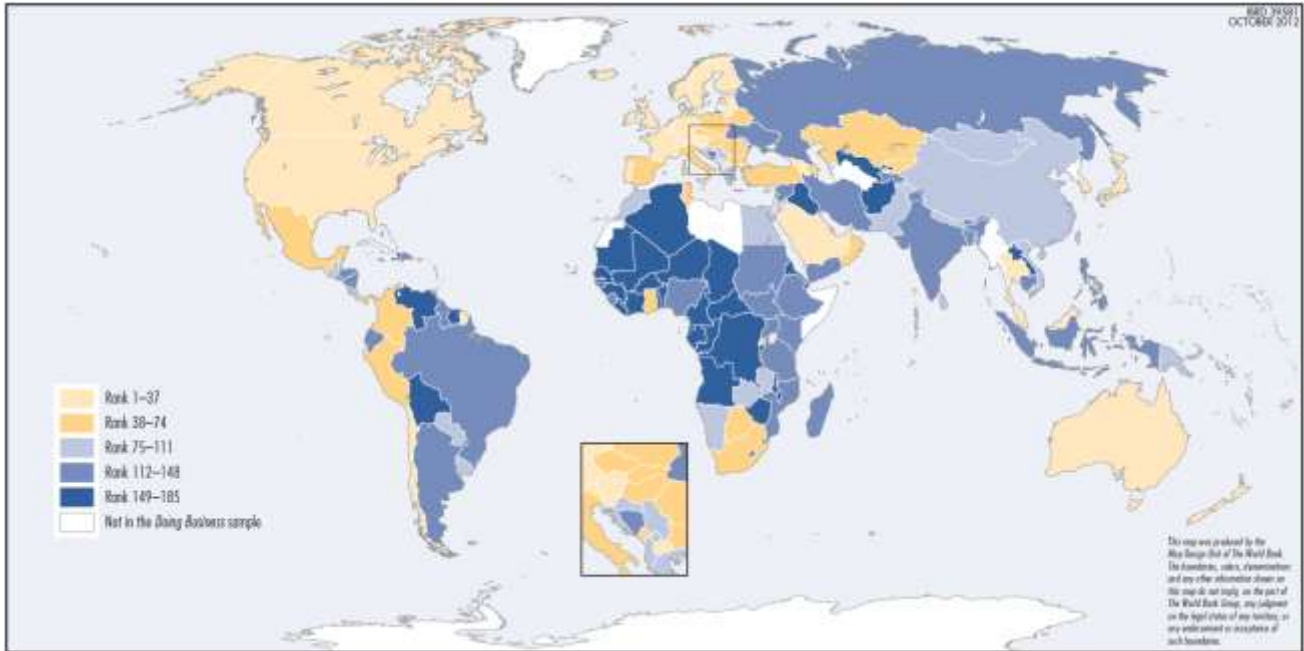 IBRD 39581
OCTOBER 2012
Rank 1–37
Rank 38–74
Rank 75–111
Rank 112–148
Rank 149–185
Not in the Doing Business sample
This map was produced by the
Map Design Unit of The World Bank.
The boundaries, colors, denominations
and any other information shown on
this map do not imply, on the part of
The World Bank Group, any judgment
on the legal status of any territory, or
any endorsement or acceptance of
such boundaries.